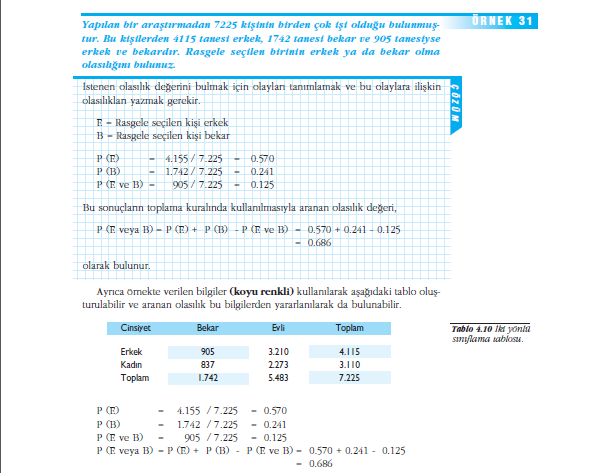 ÖRNEK 31
Yapılan bir araştırmadan 7225 kişinin birden çok işi olduğu bulunmuş-
tur. Bu kişilerden 4115 tanesi erkek, 1742 tanesi bekar ve 905 tanesiyse
erkek ve bekardır. Rasgele seçilen birinin erkek ya da bekar olma
olasılığını bulunuz.
ÇÖZÜM
İstenen olasılık değerini bulmak için olayları tanımlamak ve bu olaylara ilişkin
olasılıkları yazmak gerekir.
E = Rasgele seçilen kişi erkek
B = Rasgele seçilen kişi bekar
P (E) = 4.155 / 7.225 = 0.570
P (B) = 1.742 / 7.225 = 0.241
P (E ve B) = 905 / 7.225 = 0.125
Bu sonuçların toplama kuralında kullanılmasıyla aranan olasılık değeri,
P (E veya B) = P (E) + P (B) - P (E ve B) = 0.570 + 0.241 - 0.125
= 0.686
olarak bulunur.
Ayrıca örnekte verilen bilgiler (koyu renkli) kullanılarak aşağıdaki tablo oluş-
turulabilir ve aranan olasılık bu bilgilerden yararlanılarak da bulunabilir.
Cinsiyet Bekar Evli Toplam
Erkek 905 3.210 4.115
Kadın 837 2.273 3.110
Toplam 1.742 5.483 7.225
Tablo 4.10 İki yönlü
sınıflama tablosu.
P (E) = 4.155 / 7.225 = 0.570
P (B) = 1.742 / 7.225 = 0.241
P (E ve B) = 905 / 7.225 = 0.125
P (E veya B) = P (E) + P (B) - P (E ve B) = 0.570 + 0.241 - 0.125
= 0.686